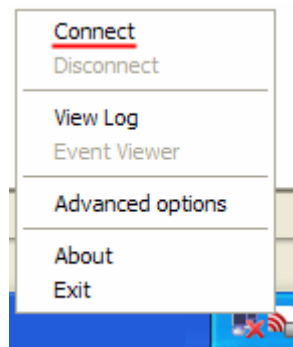 Connect
Disconnect
View Log
Event Viewer
Advanced options
About
Exit